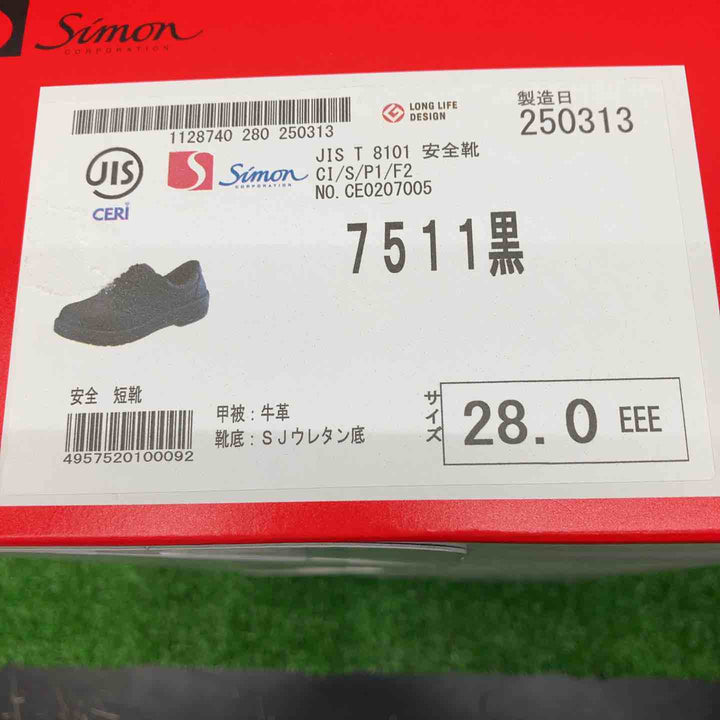 Simon
CORPORATION
1128740 280 250313
LONG LIFE
DESIGN
製造日
250313
JIS
CERI
Simon
CORPORATION
JIS T 8101 安全靴
CI/S/P1/F2
NO.CE0207005
7511黒
安全 短靴
4957520100092
甲被:牛革
靴底:SJウレタン底
サイズ
28.0 EEE